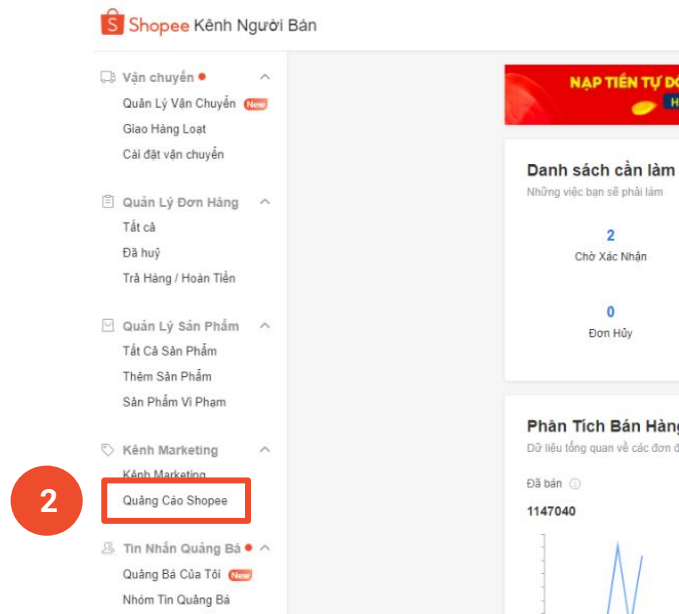 Shopee Kênh Người Bán
Vận chuyển
Quản Lý Vận Chuyển New
Giao Hàng Loạt
Cài đặt vận chuyển
Quản Lý Đơn Hàng
Tất cả
Đã huỷ
Trả Hàng / Hoàn Tiền
Quản Lý Sản Phẩm
Tất Cả Sản Phẩm
Thêm Sản Phẩm
Sản Phẩm Vi Phạm
Kênh Marketing
Kênh Marketing
2
Quảng Cáo Shopee
Tin Nhắn Quảng Bá
Quảng Bá Của Tôi New
Nhóm Tin Quảng Bá
NẠP TIỀN TỰ ĐỘ
H
Danh sách cần làm
Những việc bạn sẽ phải làm
2
Chờ Xác Nhận
0
Đơn Hủy
Phân Tích Bán Hàng
Dữ liệu tổng quan về các đơn đ
Đã bán
1147040